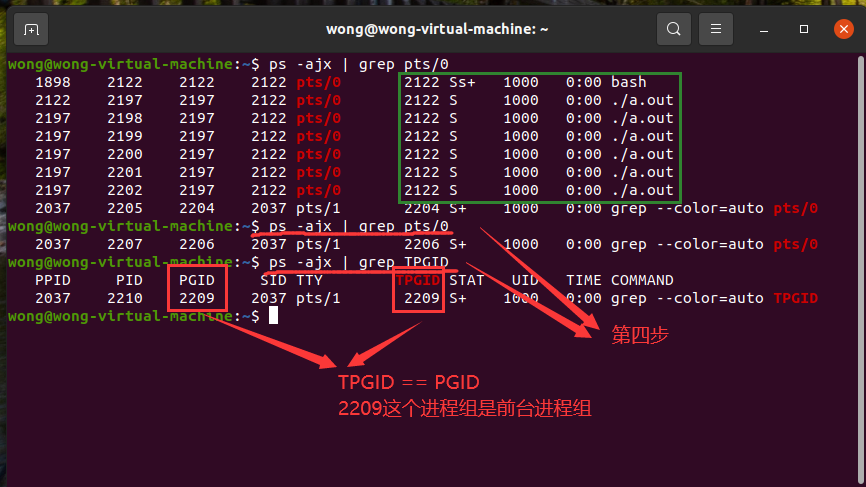 wong@wong-virtual-machine: ~
wong@wong-virtual-machine:~$ ps -ajx | grep pts/0
1898 2122 2122 2122 pts/0 2122 Ss+ 1000 0:00 bash
2122 2197 2197 2122 pts/0 2122 S 1000 0:00 ./a.out
2197 2198 2197 2122 pts/0 2122 S 1000 0:00 ./a.out
2197 2199 2197 2122 pts/0 2122 S 1000 0:00 ./a.out
2197 2200 2197 2122 pts/0 2122 S 1000 0:00 ./a.out
2197 2201 2197 2122 pts/0 2122 S 1000 0:00 ./a.out
2197 2202 2197 2122 pts/0 2122 S 1000 0:00 ./a.out
2037 2205 2204 2037 pts/1 2204 S+ 1000 0:00 grep --color=auto pts/0
wong@wong-virtual-machine:~$ ps -ajx | grep pts/0
2037 2207 2206 2037 pts/1 2206 S+ 1000 0:00 grep --color=auto pts/0
wong@wong-virtual-machine:~$ ps -ajx | grep TPGID
PPID PID PGID SID TTY TPGID STAT UID TIME COMMAND
2037 2210 2209 2037 pts/1 2209 S+ 1000 0:00 grep --color=auto TPGID
wong@wong-virtual-machine:~$
第四步
TPGID == PGID
2209这个进程组是前台进程组